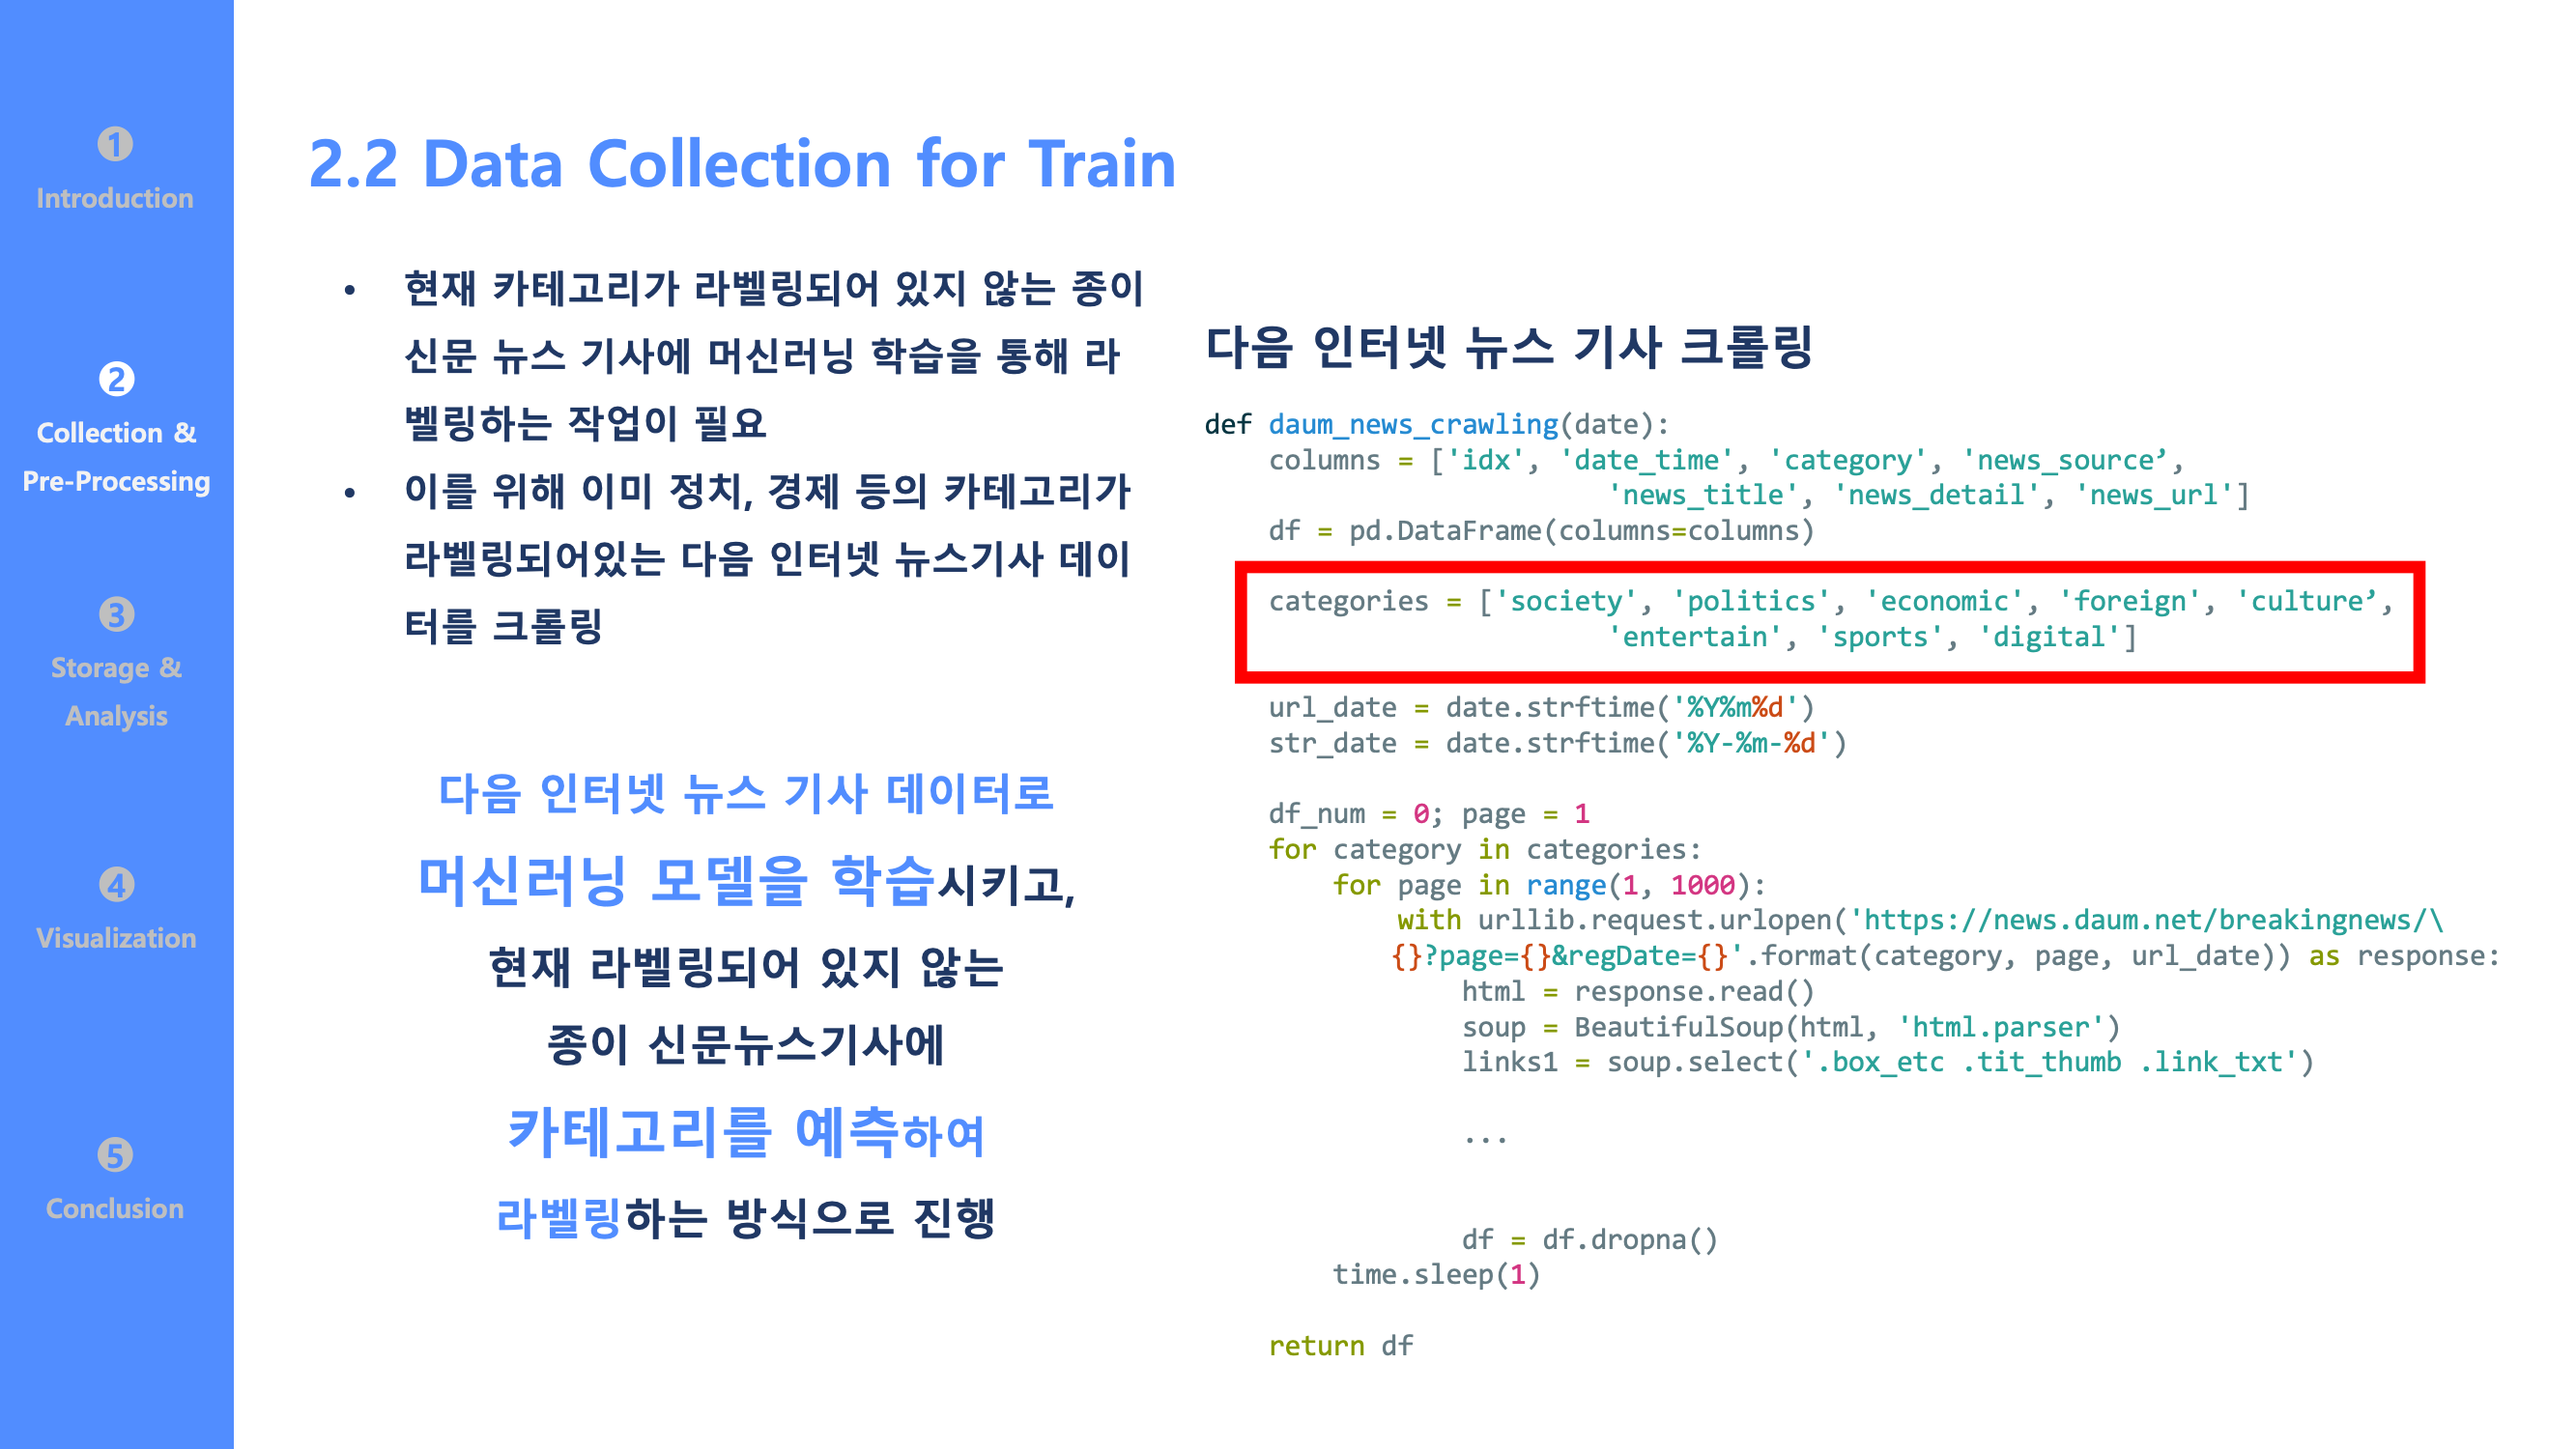 ❶
Introduction
❷
Collection &
Pre-Processing
❸
Storage &
Analysis
❹
Visualization
❺
Conclusion
2.2 Data Collection for Train
• 현재 카테고리가 라벨링되어 있지 않는 종이
신문 뉴스 기사에 머신러닝 학습을 통해 라
벨링하는 작업이 필요
• 이를 위해 이미 정치, 경제 등의 카테고리가
라벨링되어있는 다음 인터넷 뉴스기사 데이
터를 크롤링
다음 인터넷 뉴스 기사 데이터로
머신러닝 모델을 학습시키고,
현재 라벨링되어 있지 않는
종이 신문뉴스기사에
카테고리를 예측하여
라벨링하는 방식으로 진행
다음 인터넷 뉴스 기사 크롤링
def daum_news_crawling(date):
    columns = ['idx', 'date_time', 'category', 'news_source’,
                         'news_title', 'news_detail', 'news_url']
    df = pd.DataFrame(columns=columns)
    categories = ['society', 'politics', 'economic', 'foreign', 'culture’,
                         'entertain', 'sports', 'digital']
    url_date = date.strftime('%Y%m%d')
    str_date = date.strftime('%Y-%m-%d')
    df_num = 0; page = 1
    for category in categories:
        for page in range(1, 1000):
            with urllib.request.urlopen('https://news.daum.net/breakingnews/\
            {}?page={}&regDate={}'.format(category, page, url_date)) as response:
                html = response.read()
                soup = BeautifulSoup(html, 'html.parser')
                links1 = soup.select('.box_etc .tit_thumb .link_txt')
                ...
                df = df.dropna()
        time.sleep(1)
    return df